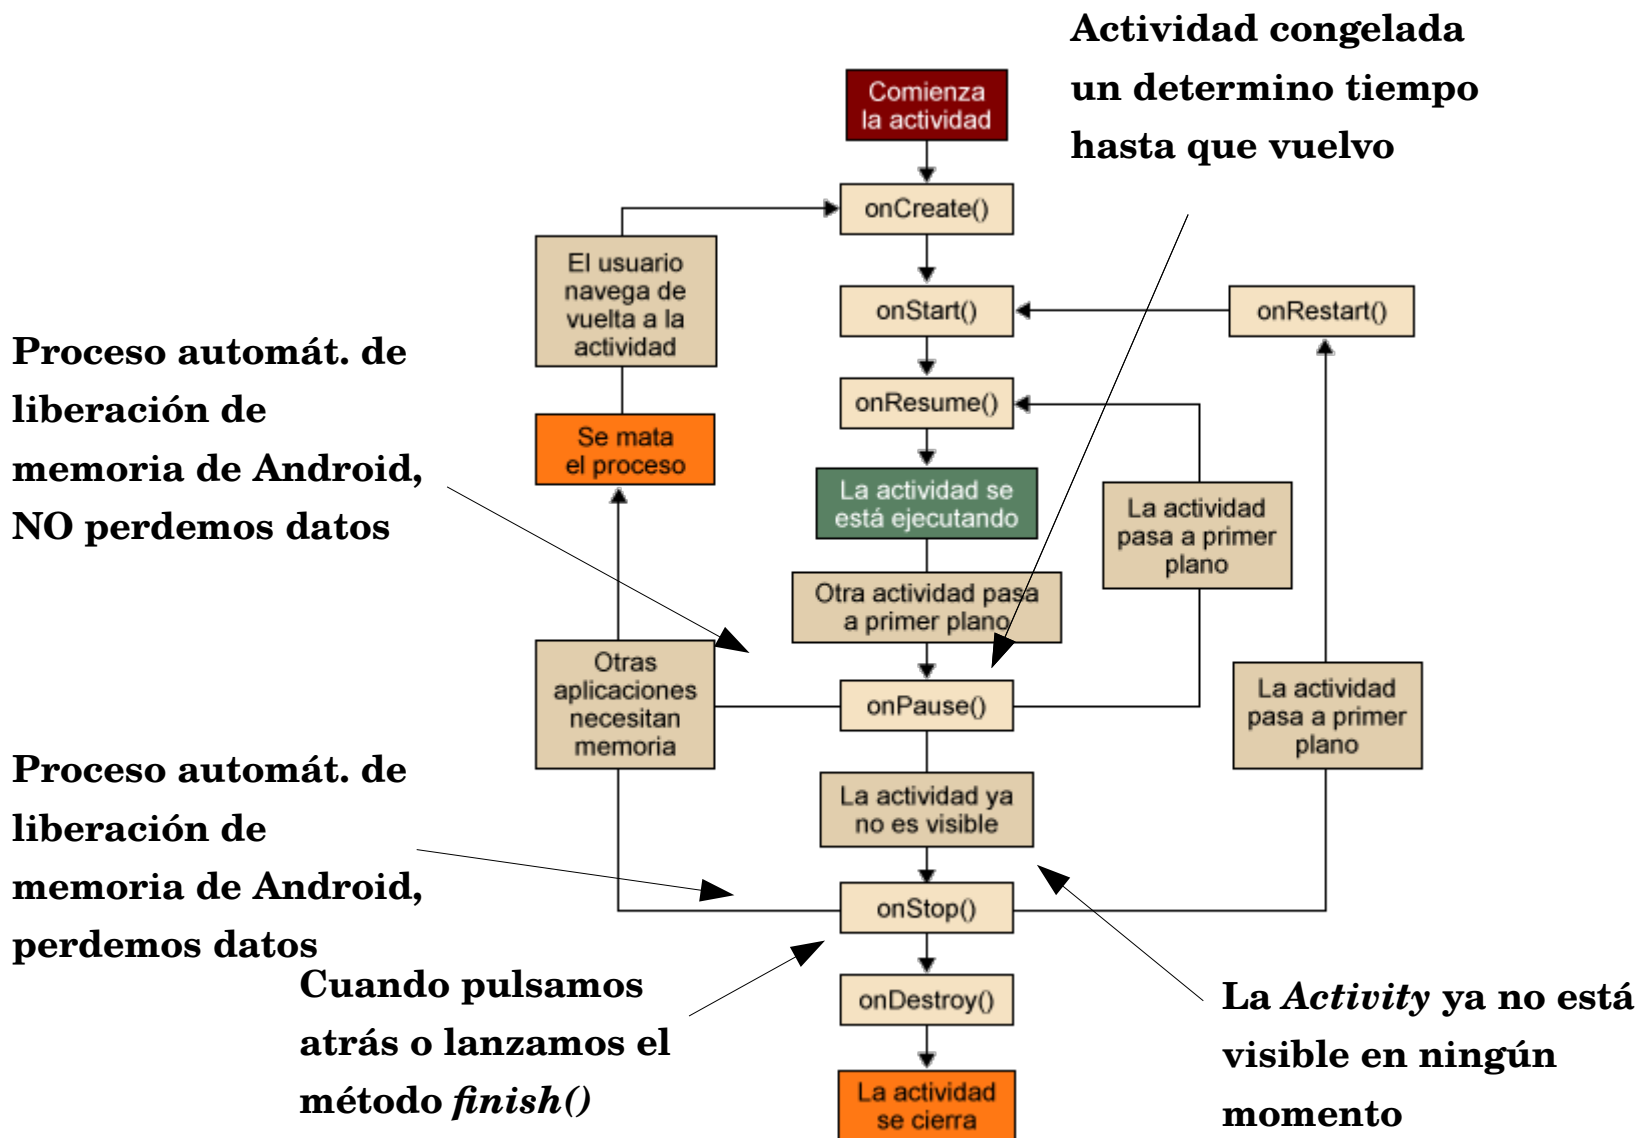 Actividad congelada
un determino tiempo
hasta que vuelvo
Comienza
la actividad
onCreate()
El usuario
navega de
vuelta a la
actividad
onStart()
onRestart()
Proceso automát. de
liberación de
memoria de Android,
NO perdemos datos
onResume()
Se mata
el proceso
La actividad se
está ejecutando
La actividad
pasa a primer
plano
Otra actividad pasa
a primer plano
Otras
aplicaciones
necesitan
memoria
onPause()
La actividad
pasa a primer
plano
Proceso automát. de
liberación de
memoria de Android,
perdemos datos
La actividad ya
no es visible
onStop()
Cuando pulsamos
atrás o lanzamos el
método finish()
onDestroy()
La Activity ya no está
visible en ningún
momento
La actividad
se cierra